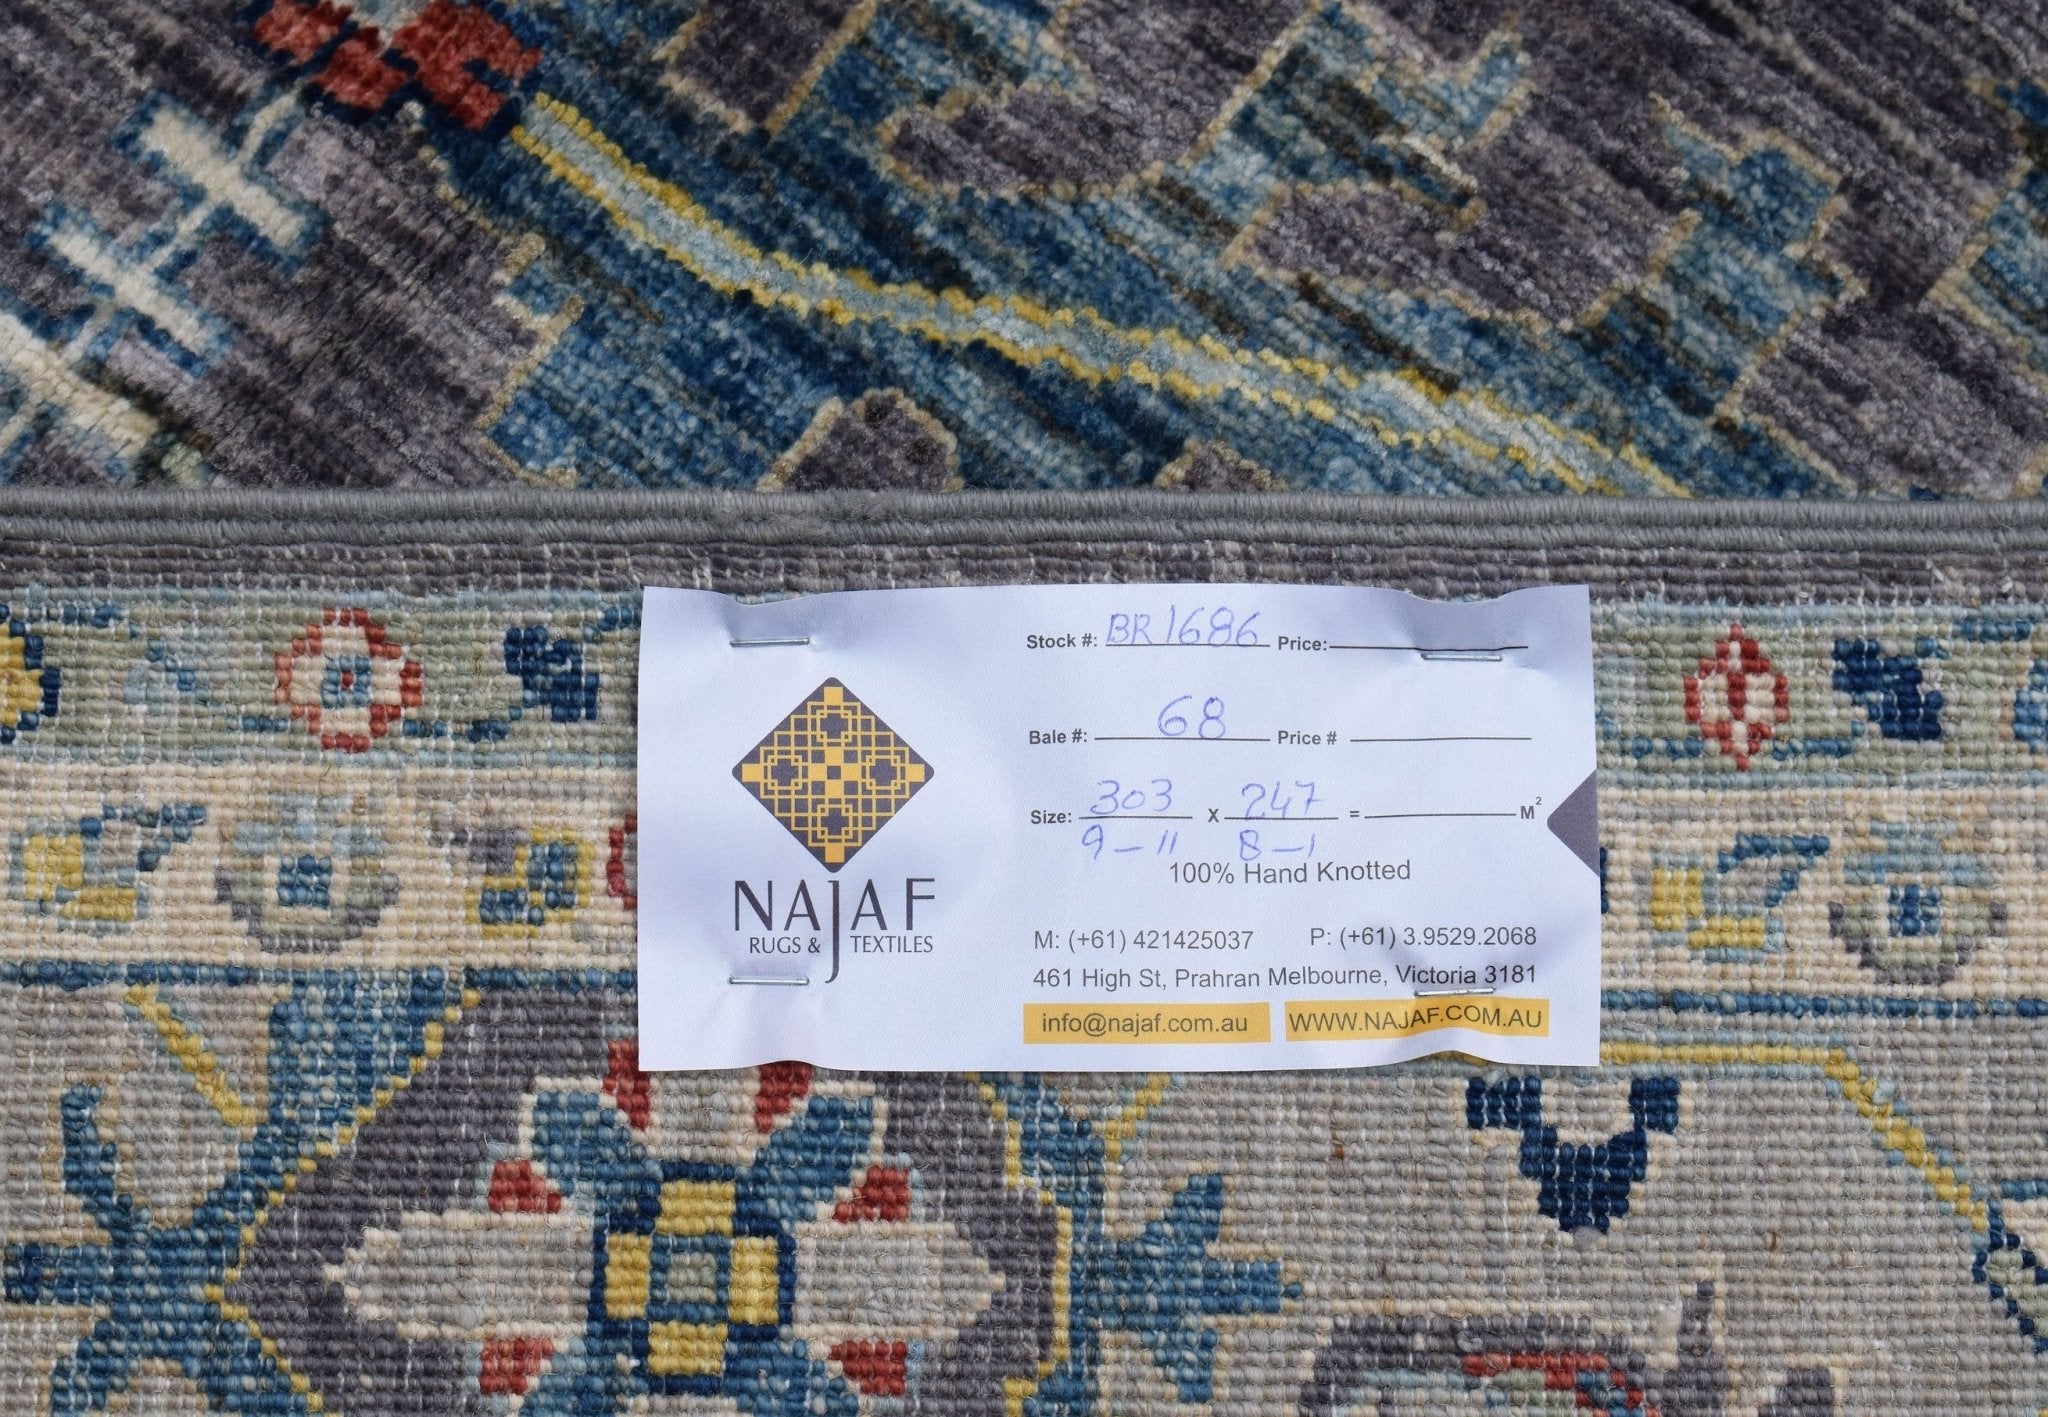 Stock #: BR1686 Price:
Bale #: 68 Price #
Size: 303 X 247 = M²
9-11 8-1
100% Hand Knotted
NAJAF
RUGS & TEXTILES
M: (+61) 421425037 P: (+61) 3.9529.2068
461 High St, Prahran Melbourne, Victoria 3181
info@najaf.com.au WWW.NAJAF.COM.AU